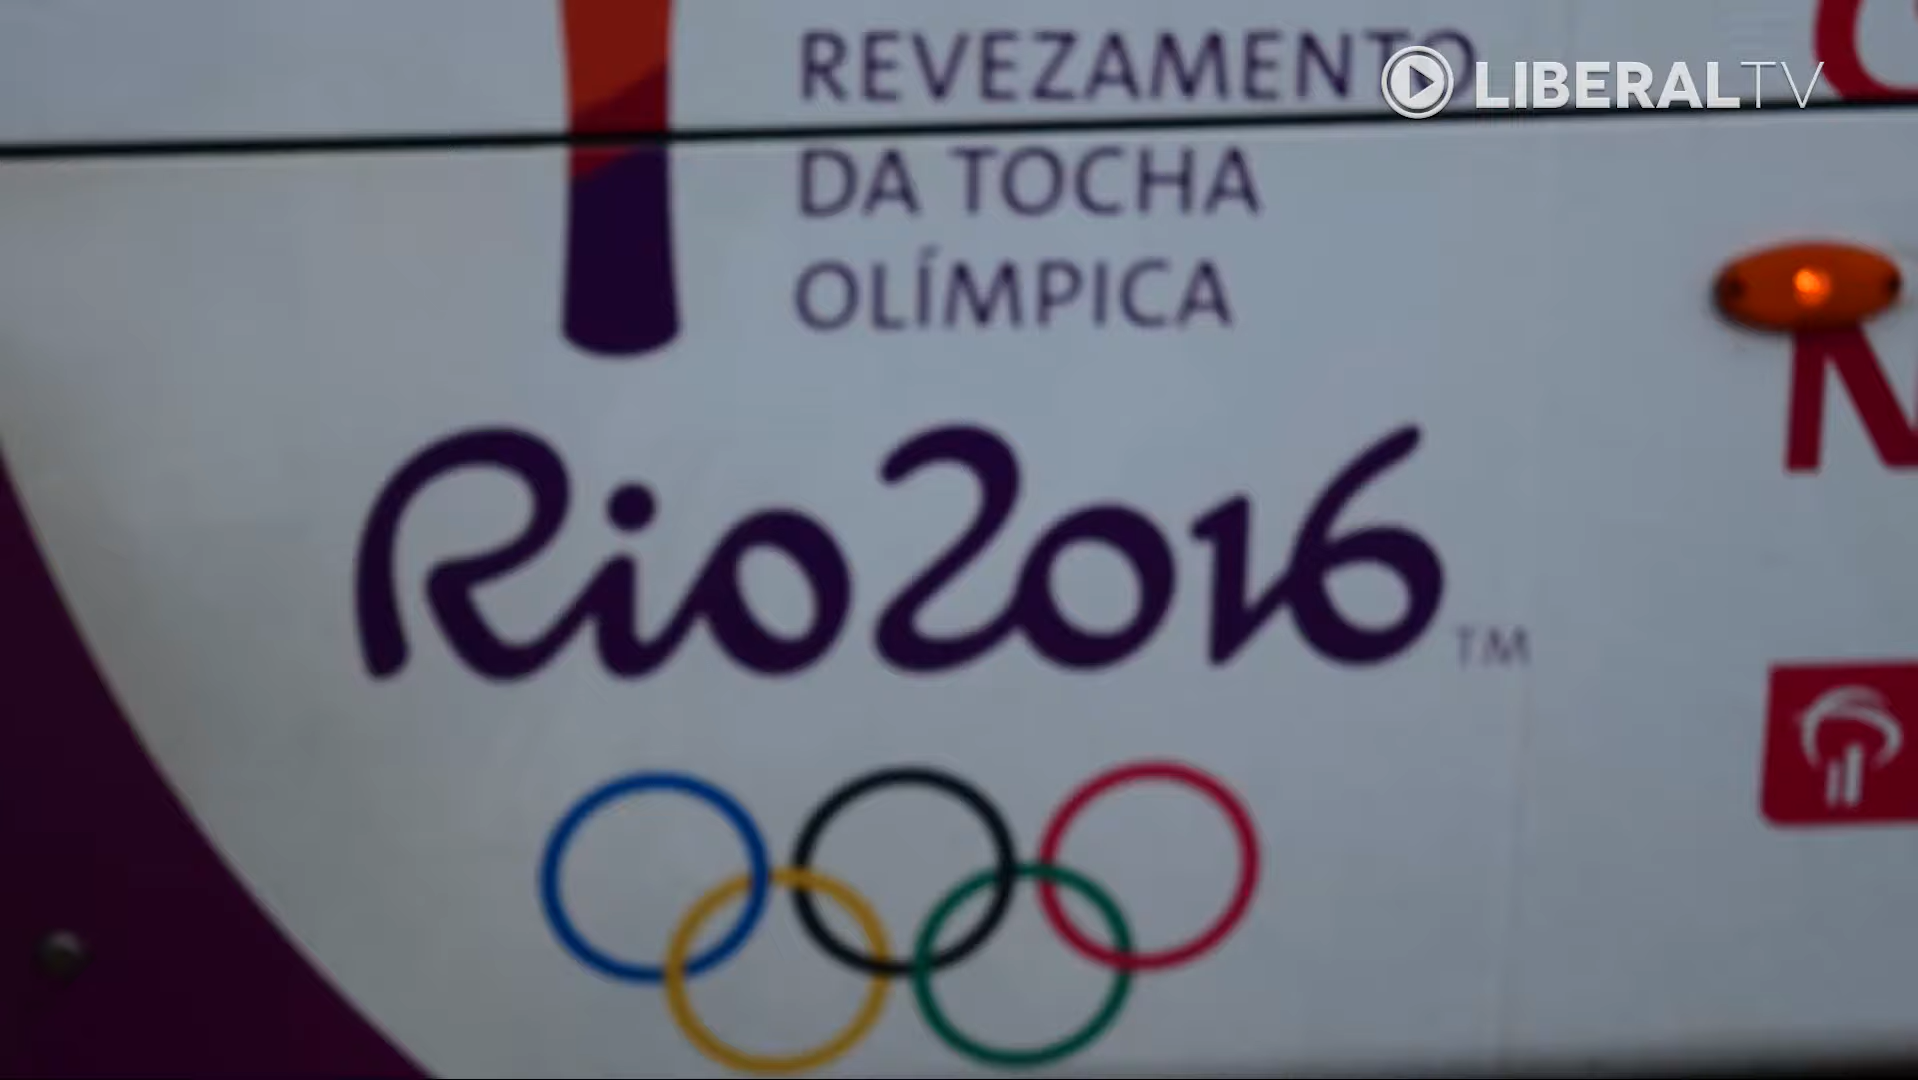 REVEZAMENTO
LIBERALTV
DA TOCHA
OLÍMPICA
N
Rio2016
TM